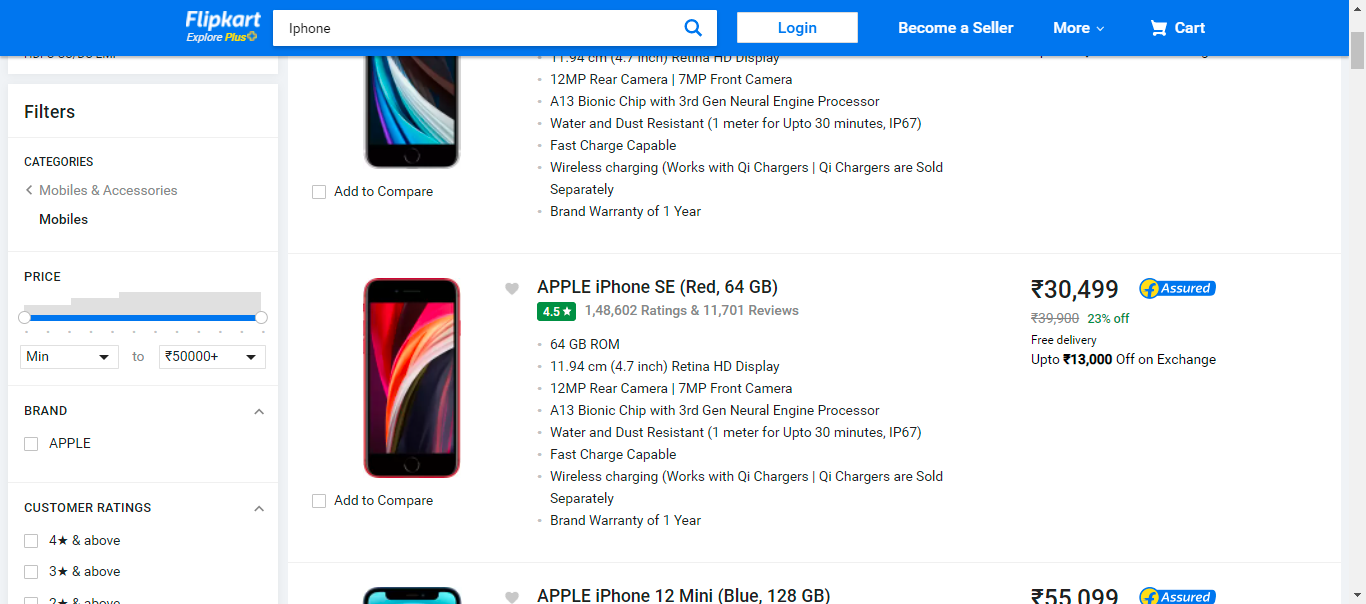 Flipkart
Explore Plus
Iphone
Login
Become a Seller
More
Cart
Filters
CATEGORIES
Mobiles & Accessories
Mobiles
PRICE
Min
to
₹50000+
BRAND
APPLE
CUSTOMER RATINGS
4★ & above
3★ & above
2★ & above
11.94 cm (4.7 inch) Retina HD Display
12MP Rear Camera | 7MP Front Camera
A13 Bionic Chip with 3rd Gen Neural Engine Processor
Water and Dust Resistant (1 meter for Upto 30 minutes, IP67)
Fast Charge Capable
Wireless charging (Works with Qi Chargers | Qi Chargers are Sold
Separately
Brand Warranty of 1 Year
Add to Compare
APPLE iPhone SE (Red, 64 GB)
4.5★ 1,48,602 Ratings & 11,701 Reviews
64 GB ROM
11.94 cm (4.7 inch) Retina HD Display
12MP Rear Camera | 7MP Front Camera
A13 Bionic Chip with 3rd Gen Neural Engine Processor
Water and Dust Resistant (1 meter for Upto 30 minutes, IP67)
Fast Charge Capable
Wireless charging (Works with Qi Chargers | Qi Chargers are Sold
Separately
Brand Warranty of 1 Year
Add to Compare
₹30,499
Assured
₹39,900 23% off
Free delivery
Upto ₹13,000 Off on Exchange
APPLE iPhone 12 Mini (Blue, 128 GB)
₹55,099
Assured